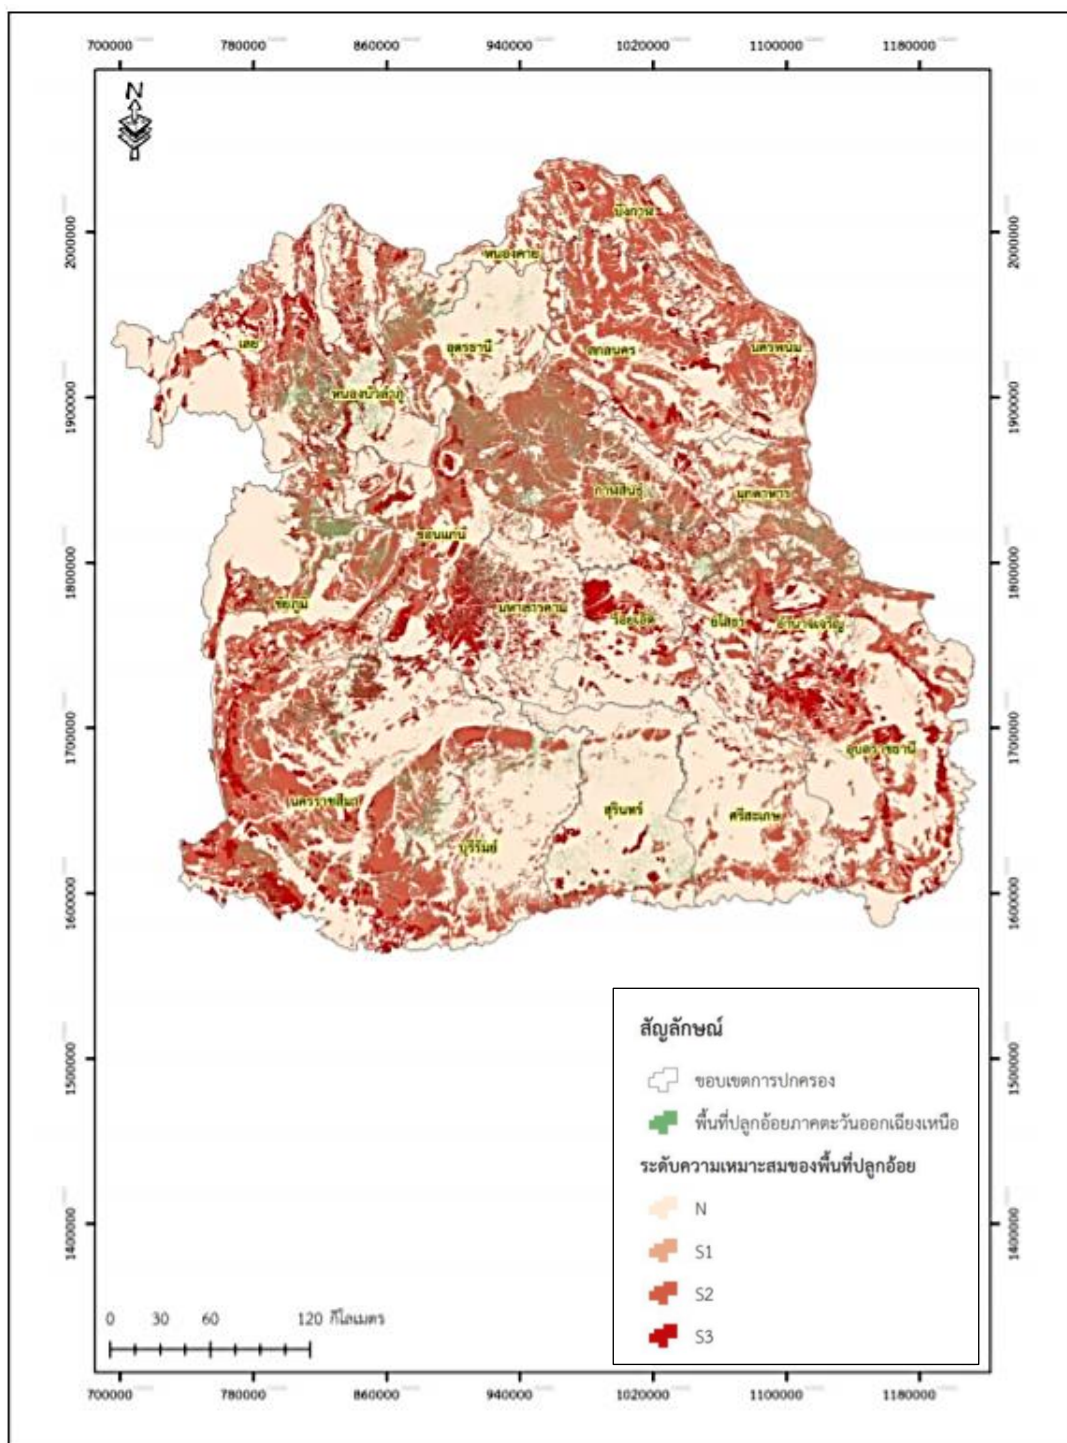 700000 780000 860000 940000 1020000 1100000 1180000
N
2000000
1900000
1800000
1700000
1600000
1500000
1400000
2000000
1900000
1800000
1700000
1600000
1500000
1400000
บึงกาฬ
หนองคาย
เลย
อุดรธานี
สกลนคร
นครพนม
หนองบัวลำภู
กาฬสินธุ์
มุกดาหาร
ขอนแก่น
ชัยภูมิ
มหาสารคาม
ร้อยเอ็ด
ยโสธร
อำนาจเจริญ
อุบลราชธานี
นครราชสีมา
บุรีรัมย์
สุรินทร์
ศรีสะเกษ
สัญลักษณ์
ขอบเขตการปกครอง
พื้นที่ปลูกอ้อยภาคตะวันออกเฉียงเหนือ
ระดับความเหมาะสมของพื้นที่ปลูกอ้อย
N
S1
S2
S3
0 30 60 120 กิโลเมตร
700000 780000 860000 940000 1020000 1100000 1180000